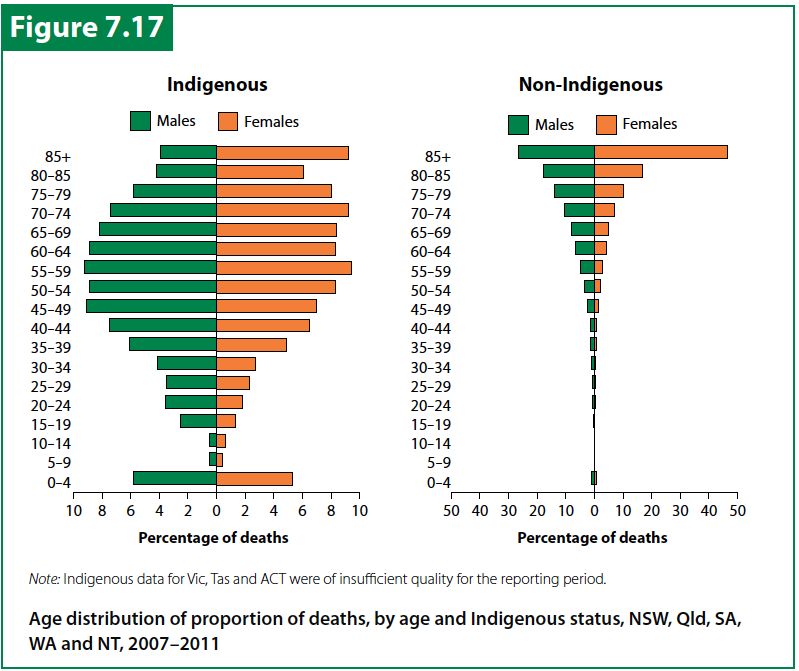 Figure 7.17
Indigenous
Males
Females
85+
80–85
75–79
70–74
65–69
60–64
55–59
50–54
45–49
40–44
35–39
30–34
25–29
20–24
15–19
10–14
5–9
0–4
10 8 6 4 2 0 2 4 6 8 10
Percentage of deaths
Non-Indigenous
Males
Females
85+
80–85
75–79
70–74
65–69
60–64
55–59
50–54
45–49
40–44
35–39
30–34
25–29
20–24
15–19
10–14
5–9
0–4
50 40 30 20 10 0 10 20 30 40 50
Percentage of deaths
Note: Indigenous data for Vic, Tas and ACT were of insufficient quality for the reporting period.
Age distribution of proportion of deaths, by age and Indigenous status, NSW, Qld, SA,
WA and NT, 2007–2011